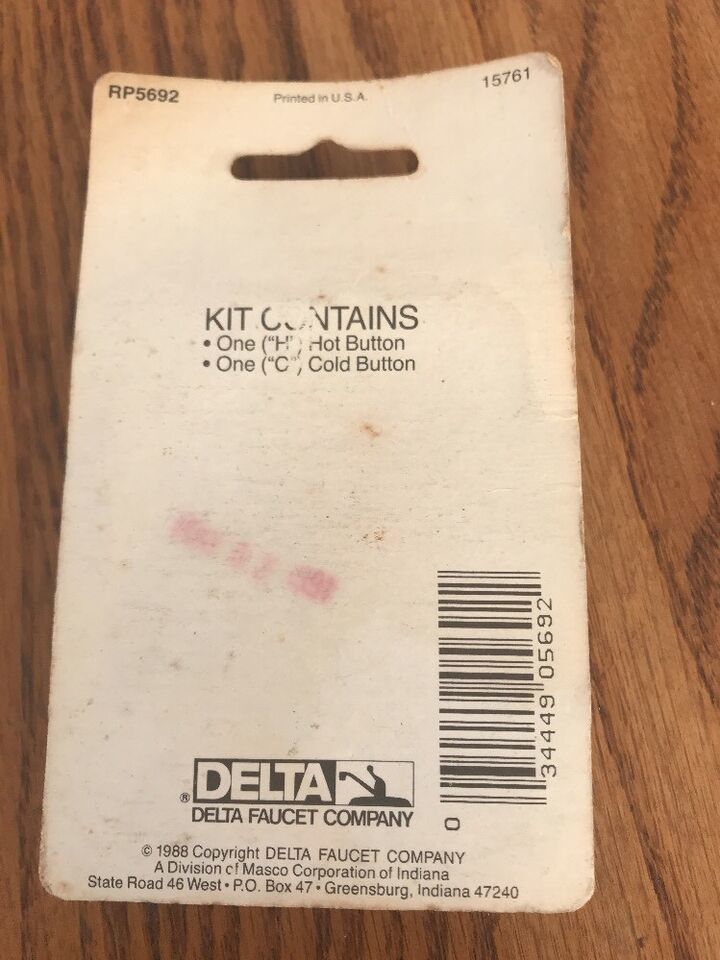 RP5692
Printed in U.S.A.
15761
KIT CONTAINS
• One ("H") Hot Button
• One ("C") Cold Button
0 34449 05692
® DELTA
DELTA FAUCET COMPANY
© 1988 Copyright DELTA FAUCET COMPANY
A Division of Masco Corporation of Indiana
State Road 46 West • P.O. Box 47 • Greensburg, Indiana 47240